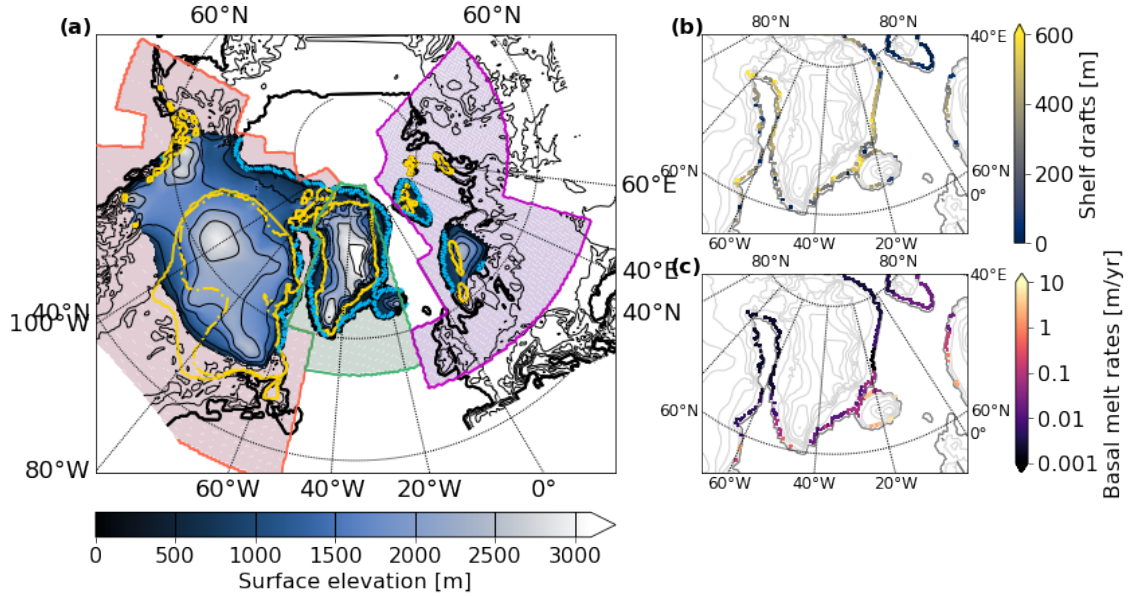 (a)
60°N
60°N
60°E
40°E
40°N
40°N
100°W
80°W
60°W
40°W
20°W
0°
0
500
1000
1500
2000
2500
3000
Surface elevation [m]
(b)
80°N
80°N
40°E
60°N
60°E
0°
60°W
40°W
20°W
600
400
200
0
Shelf drafts [m]
(c)
80°N
80°N
40°E
60°N
60°E
0°
60°W
40°W
20°W
10
1
0.1
0.01
0.001
Basal melt rates [m/yr]